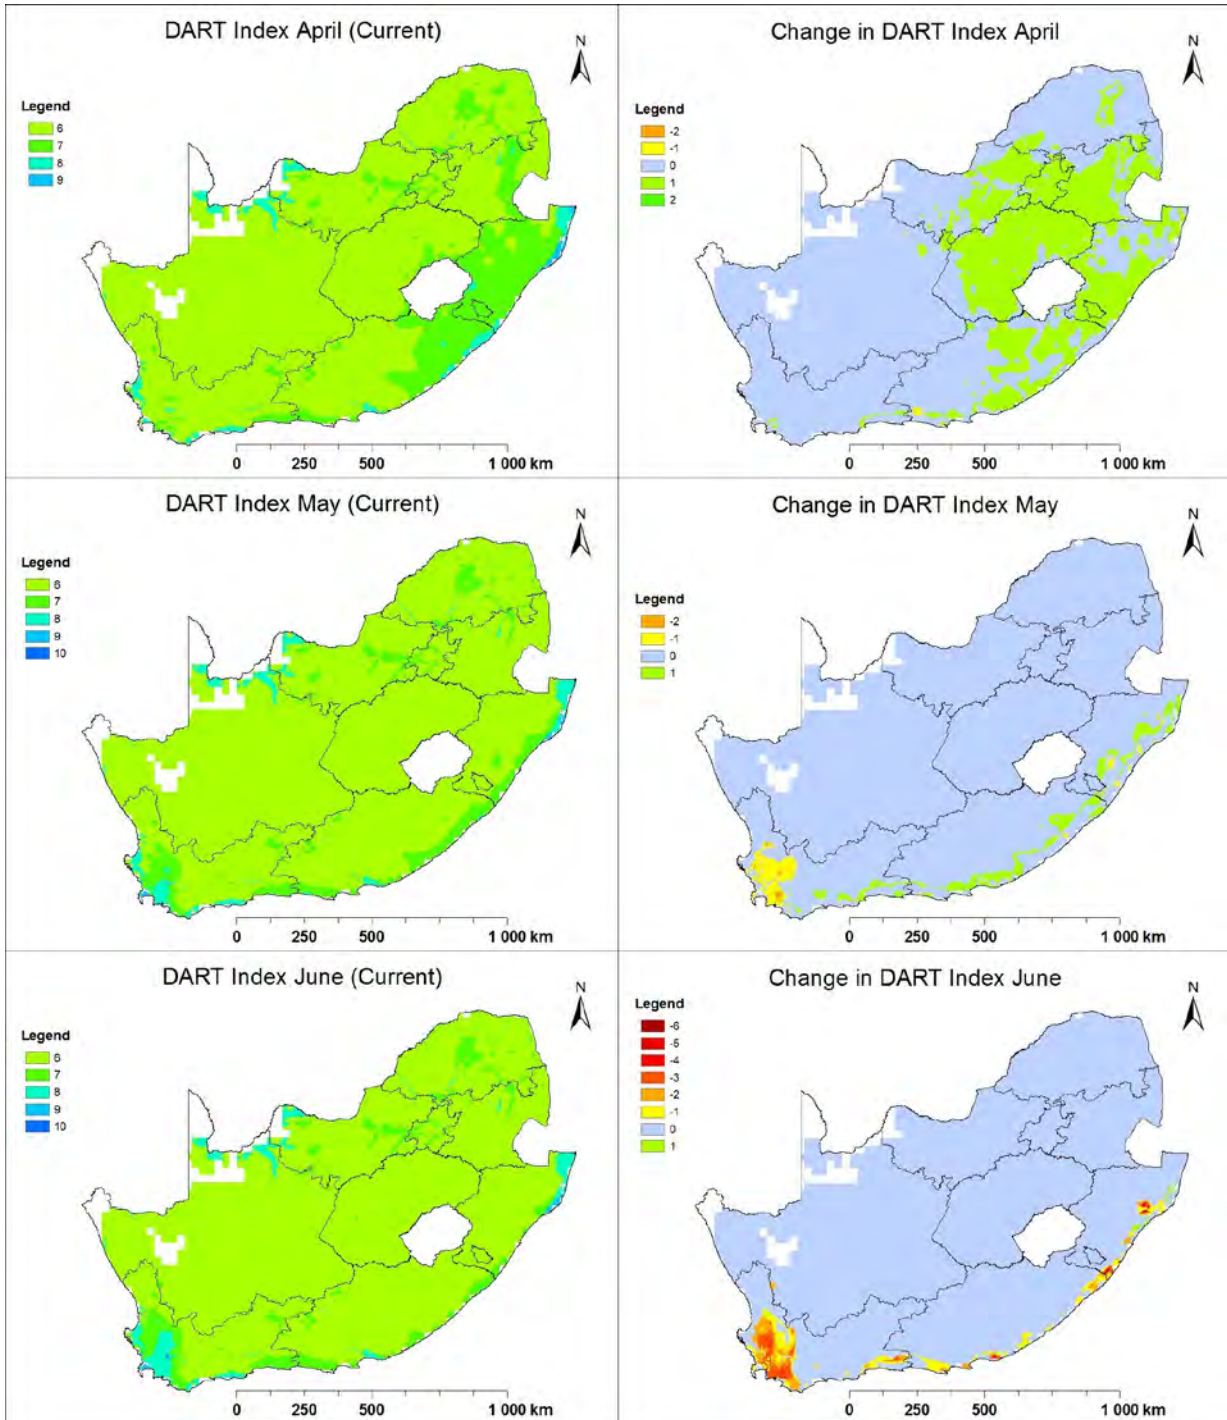 DART Index April (Current)
N
Legend
6
7
8
9
0 250 500 1 000 km
Change in DART Index April
N
Legend
-2
-1
0
1
2
0 250 500 1 000 km
DART Index May (Current)
N
Legend
6
7
8
9
10
0 250 500 1 000 km
Change in DART Index May
N
Legend
-2
-1
0
1
0 250 500 1 000 km
DART Index June (Current)
N
Legend
6
7
8
9
10
0 250 500 1 000 km
Change in DART Index June
N
Legend
-6
-5
-4
-3
-2
-1
0
1
0 250 500 1 000 km